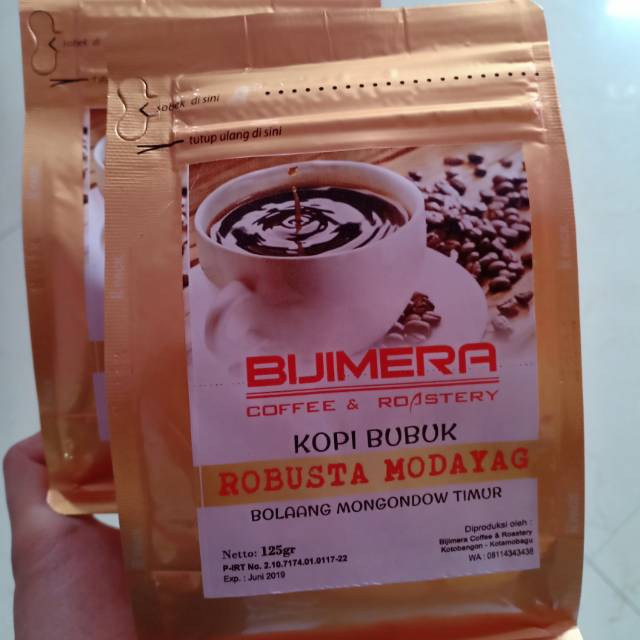 sobek di
sobek di sini
tutup ulang di sini
BIJIMERA
COFFEE & ROASTERY
KOPI BUBUK
ROBUSTA MODAYAG
BOLAANG MONGONDOW TIMUR
Netto: 125gr
P-IRT No. 2.10.7174.01.0117-22
Exp. : Juni 2019
Diproduksi oleh :
Bijimera Coffee & Roastery
Kotobangon - Kotamobagu
WA : 08114343438